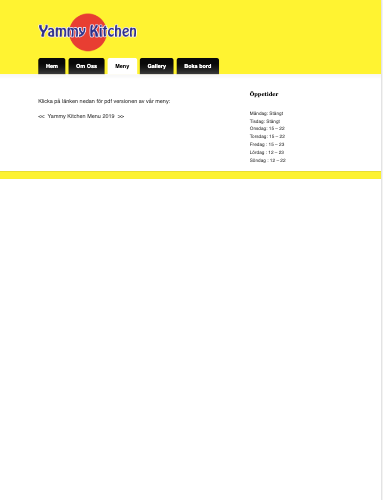 Yammy Kitchen
Hem
Om Oss
Meny
Gallery
Boka bord
Klicka på länken nedan för pdf versionen av vår meny:
<< Yammy Kitchen Menu 2019 >>
Öppetider
Måndag: Stängt
Tisdag: Stängt
Onsdag: 15 – 22
Torsdag: 15 – 22
Fredag : 15 – 23
Lördag : 12 – 23
Söndag : 12 – 22